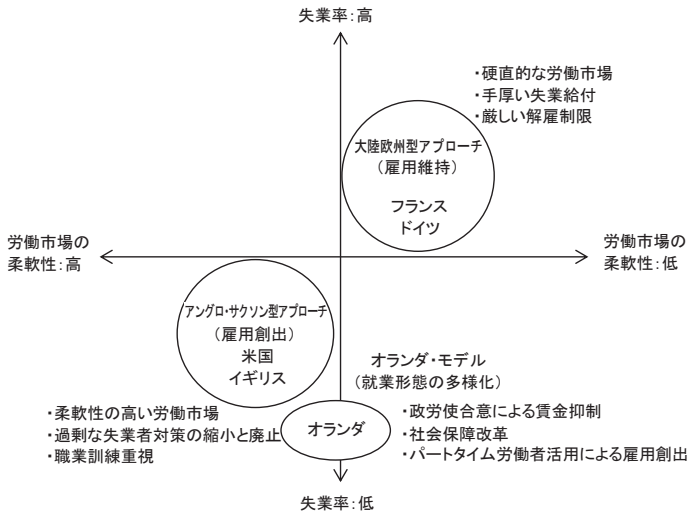 失業率：高
・硬直的な労働市場
・手厚い失業給付
・厳しい解雇制限
大陸欧州型アプローチ
（雇用維持）
フランス
ドイツ
労働市場の
柔軟性：高
労働市場の
柔軟性：低
アングロ・サクソン型アプローチ
（雇用創出）
米国
イギリス
オランダ・モデル
（就業形態の多様化）
・柔軟性の高い労働市場
・過剰な失業者対策の縮小と廃止
・職業訓練重視
オランダ
・政労使合意による賃金抑制
・社会保障改革
・パートタイム労働者活用による雇用創出
失業率：低